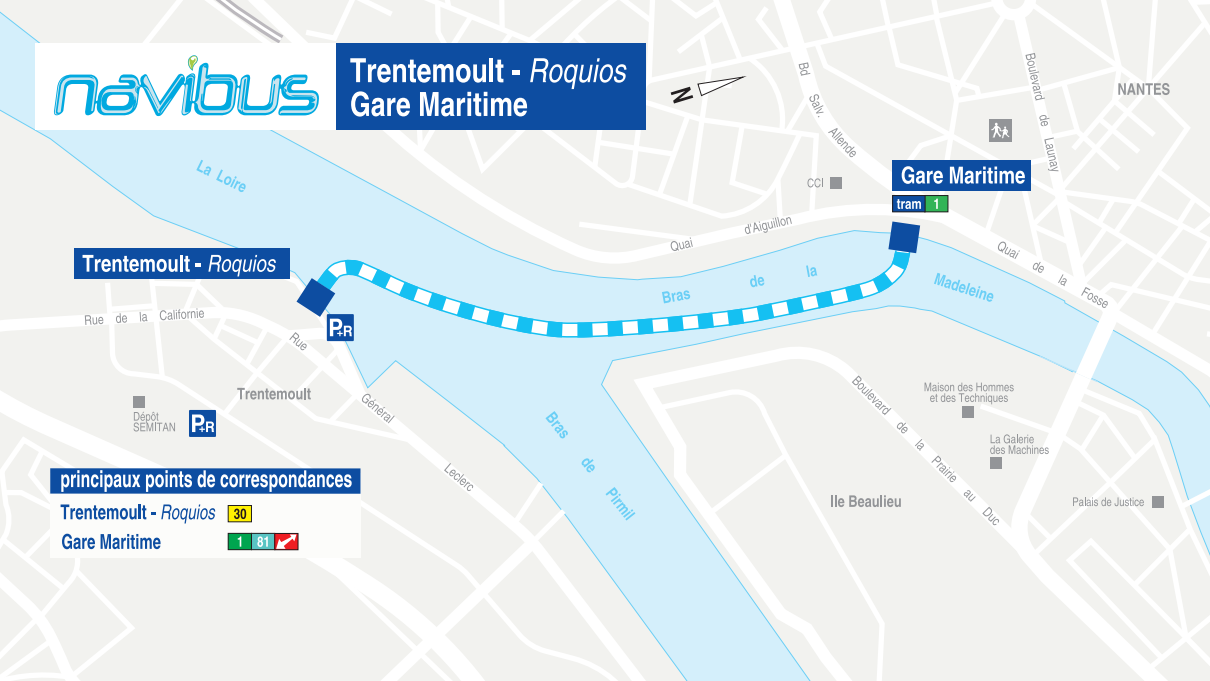 navibus
Trentemoult - Roquios
Gare Maritime
N
NANTES
Bd Salv. Allende
Boulevard de Launay
CCI
Gare Maritime
tram 1
La Loire
Quai d'Aiguillon
Quai de la Fosse
Trentemoult - Roquios
Bras de la Madeleine
P+R
Rue de la Californie
Rue Général Leclerc
Trentemoult
Dépôt
SEMITAN
P+R
Bras de Pirmil
Boulevard de la Prairie au Duc
Maison des Hommes
et des Techniques
La Galerie
des Machines
Ile Beaulieu
Palais de Justice
principaux points de correspondances
Trentemoult - Roquios 30
Gare Maritime 1 81